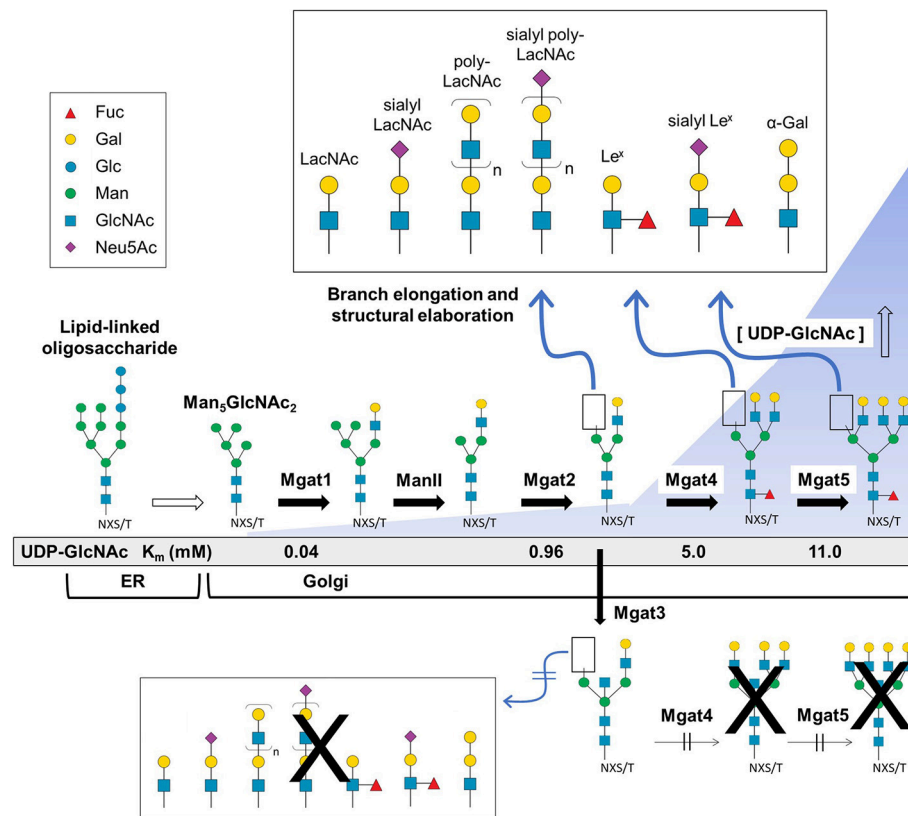 sialyl poly-
LacNAc
poly-
LacNAc
sialyl
LacNAc
LacNAc
n
n
Leˣ
sialyl Leˣ
α-Gal
Fuc
Gal
Glc
Man
GlcNAc
Neu5Ac
Branch elongation and
structural elaboration
[ UDP-GlcNAc ]
Lipid-linked
oligosaccharide
Man₅GlcNAc₂
Mgat1
ManII
Mgat2
Mgat4
Mgat5
NXS/T
NXS/T
NXS/T
NXS/T
NXS/T
NXS/T
NXS/T
UDP-GlcNAc Kₘ (mM) 0.04 0.96 5.0 11.0
ER
Golgi
Mgat3
Mgat4
Mgat5
n
n
NXS/T
NXS/T
NXS/T